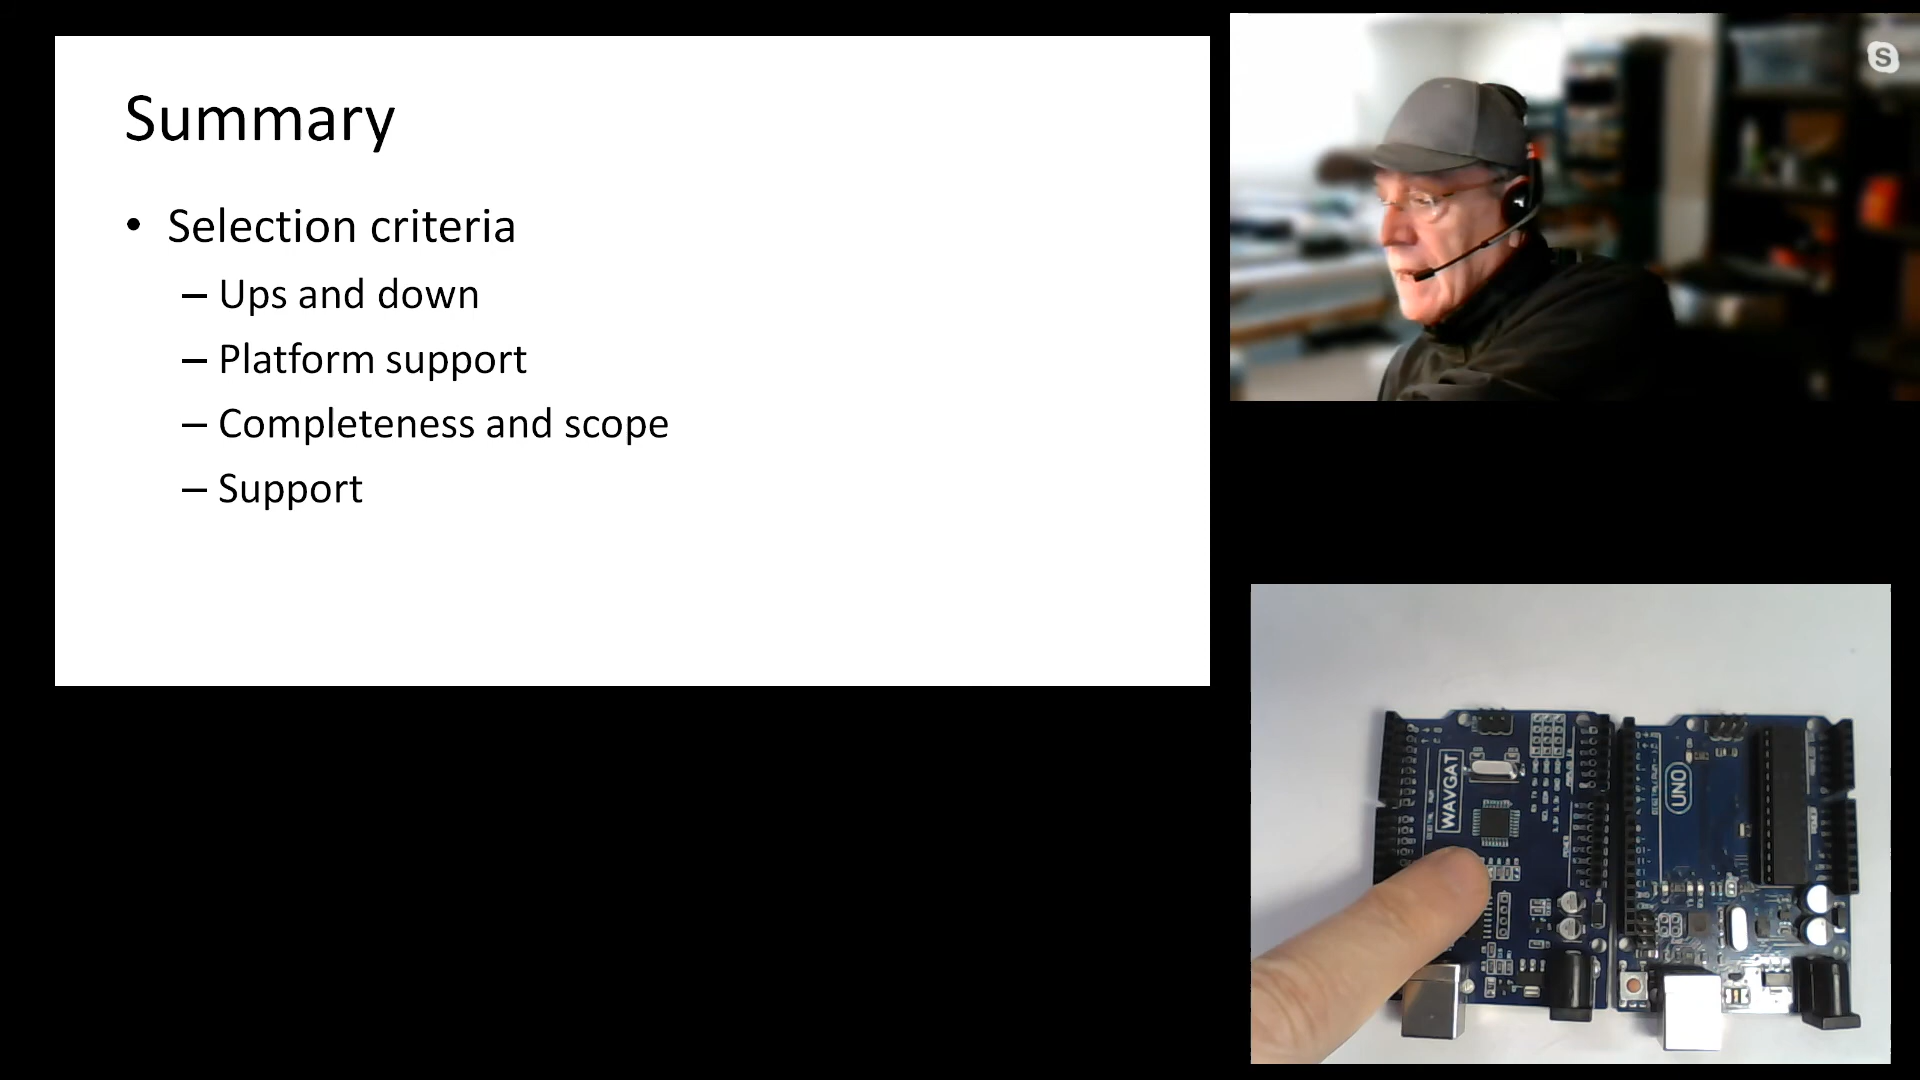 Summary
• Selection criteria
– Ups and down
– Platform support
– Completeness and scope
– Support
S
WAVGAT
UNO